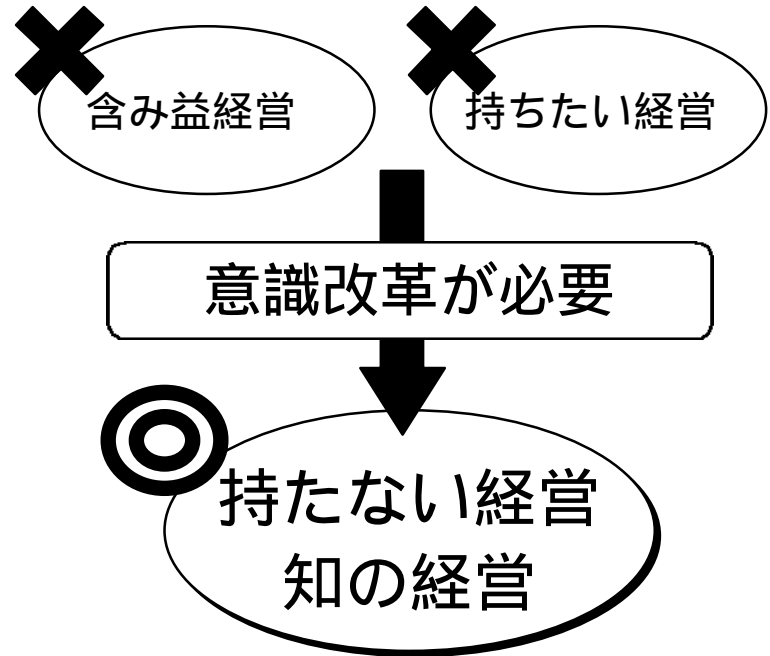 含み益経営
持ちたい経営
意識改革が必要
持たない経営
知の経営